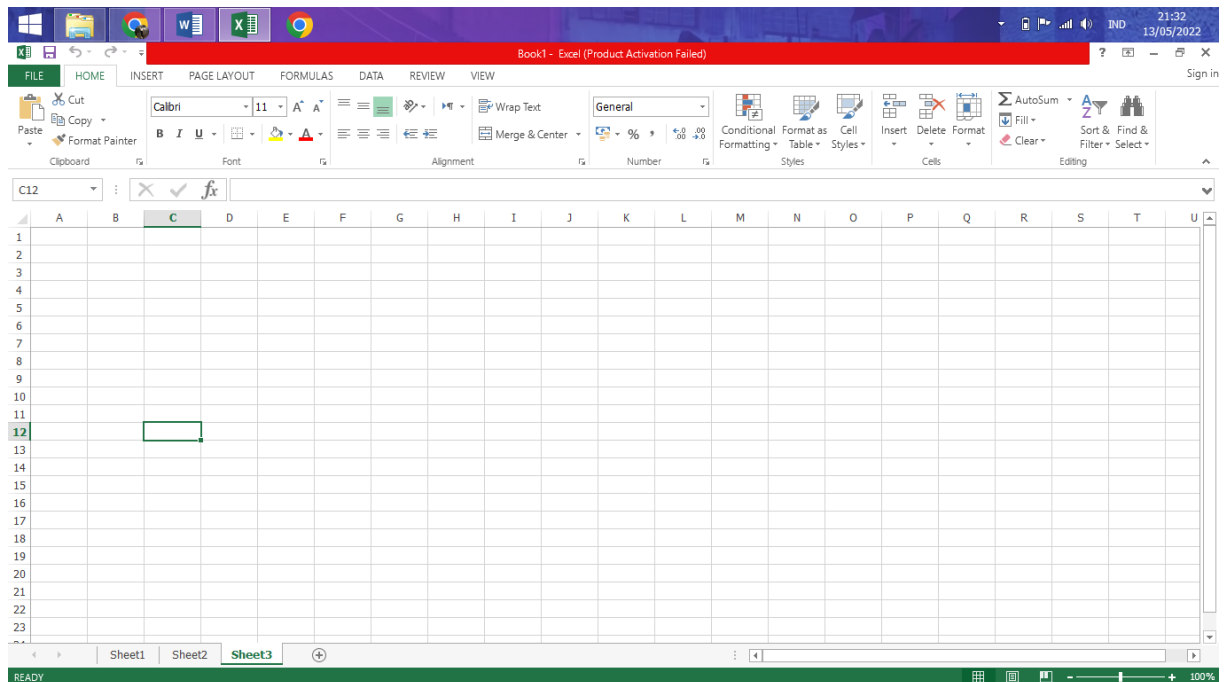 IND
21:32
13/05/2022
Book1 - Excel (Product Activation Failed)
?
FILE HOME INSERT PAGE LAYOUT FORMULAS DATA REVIEW VIEW Sign in
Paste
Cut
Copy
Format Painter
Clipboard
Calibri 11 A A
B I U A
Font
Wrap Text
Merge & Center
Alignment
General
% , .0 .00 .00 .0
Number
Conditional Formatting
Format as Table
Cell Styles
Styles
Insert Delete Format
Cells
AutoSum
Fill
Clear
Sort & Filter
Find & Select
Editing
C12 fx
A B C D E F G H I J K L M N O P Q R S T U
1
2
3
4
5
6
7
8
9
10
11
12
13
14
15
16
17
18
19
20
21
22
23
Sheet1 Sheet2 Sheet3
READY 100%